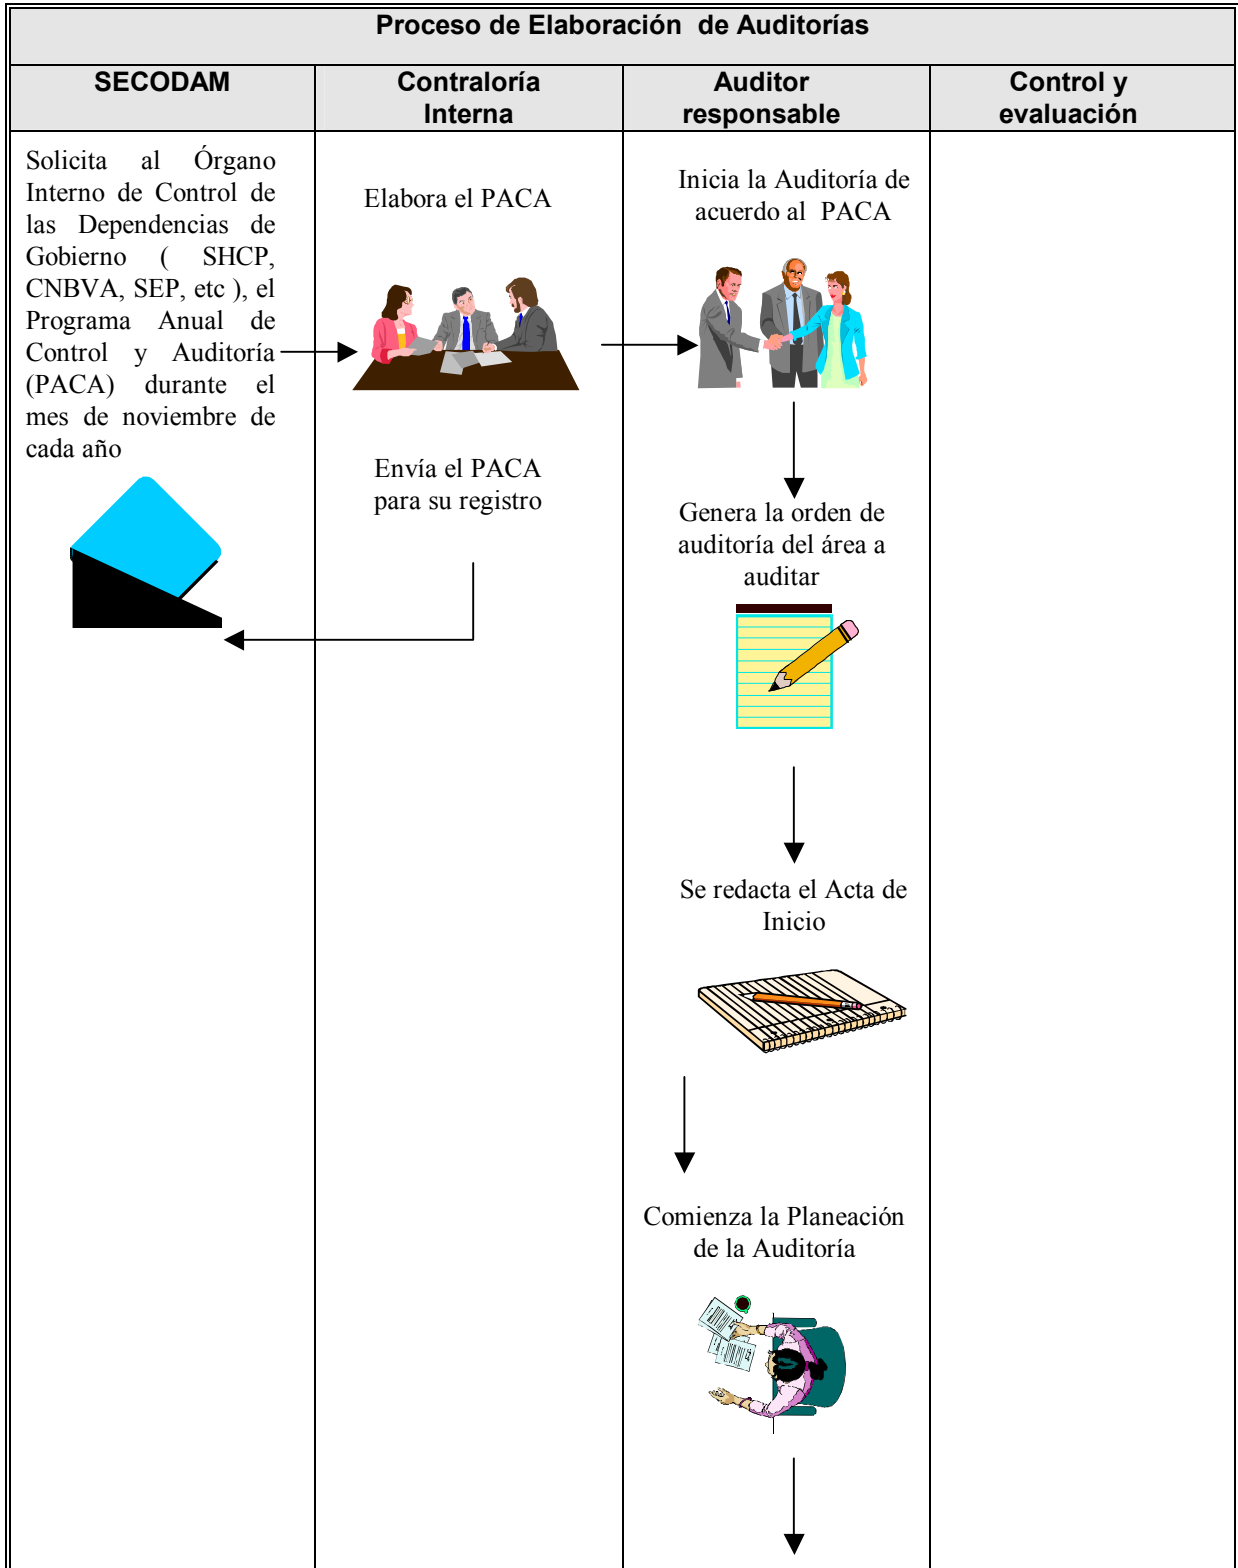 Proceso de Elaboración de Auditorías
SECODAM
Contraloría
Interna
Auditor
responsable
Control y
evaluación
Solicita al Órgano
Interno de Control de
las Dependencias de
Gobierno ( SHCP,
CNBVA, SEP, etc ), el
Programa Anual de
Control y Auditoría
(PACA) durante el
mes de noviembre de
cada año
Elabora el PACA
Envía el PACA
para su registro
Inicia la Auditoría de
acuerdo al PACA
Genera la orden de
auditoría del área a
auditar
Se redacta el Acta de
Inicio
Comienza la Planeación
de la Auditoría